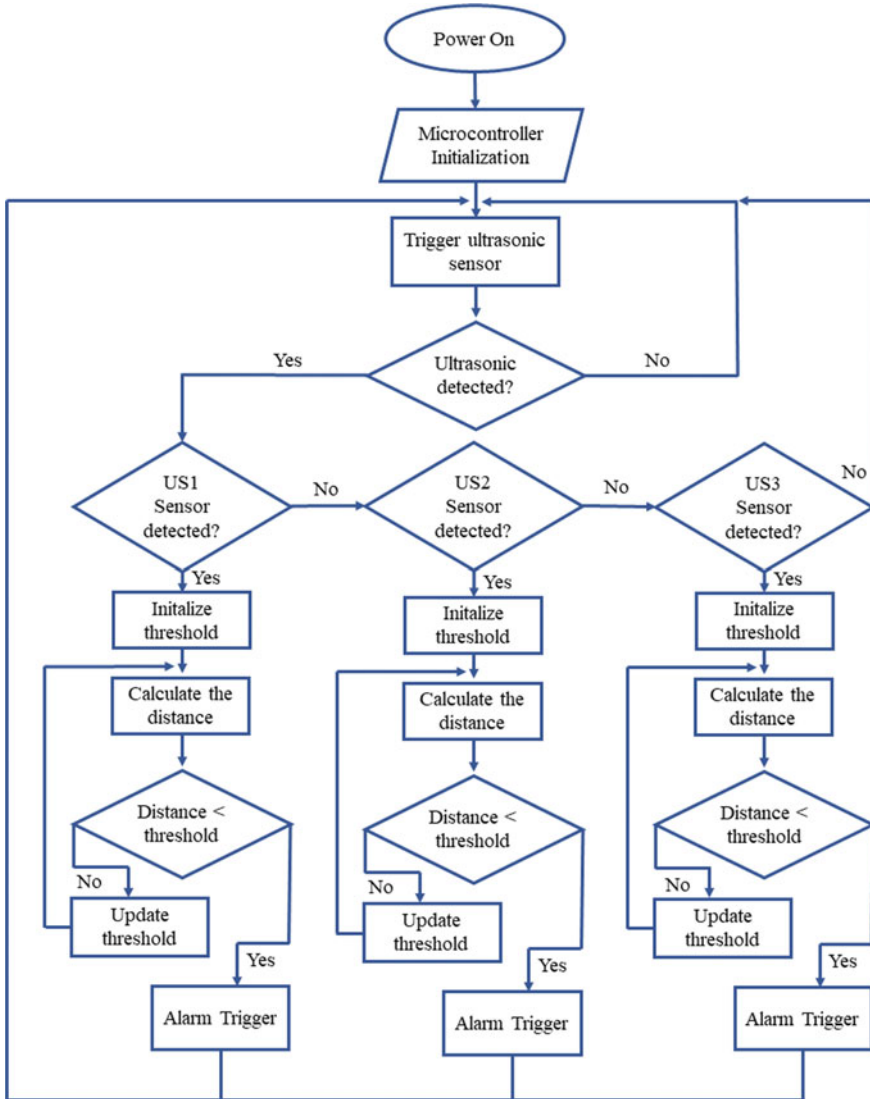 Power On
Microcontroller
Initialization
Trigger ultrasonic
sensor
Yes
Ultrasonic
detected?
No
US1
Sensor
detected?
No
US2
Sensor
detected?
No
US3
Sensor
detected?
No
Yes
Initalize
threshold
Calculate the
distance
Distance <
threshold
No
Update
threshold
Yes
Alarm Trigger
Yes
Initalize
threshold
Calculate the
distance
Distance <
threshold
No
Update
threshold
Yes
Alarm Trigger
Yes
Initalize
threshold
Calculate the
distance
Distance <
threshold
No
Update
threshold
Yes
Alarm Trigger